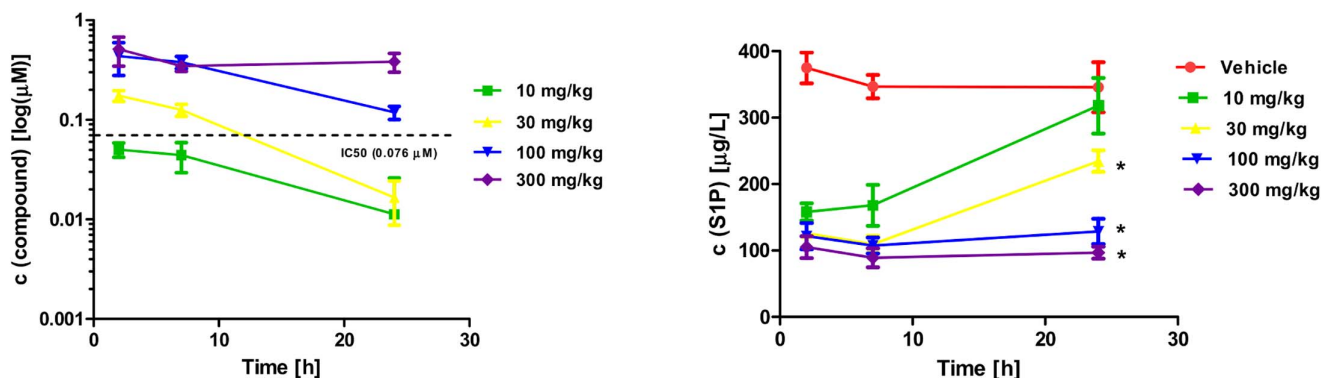 c (compound) [log(µM)]
1
0.1
0.01
0.001
0
10
20
30
Time [h]
IC50 (0.076 µM)
10 mg/kg
30 mg/kg
100 mg/kg
300 mg/kg
c (S1P) [µg/L]
400
300
200
100
0
0
10
20
30
Time [h]
*
*
*
Vehicle
10 mg/kg
30 mg/kg
100 mg/kg
300 mg/kg